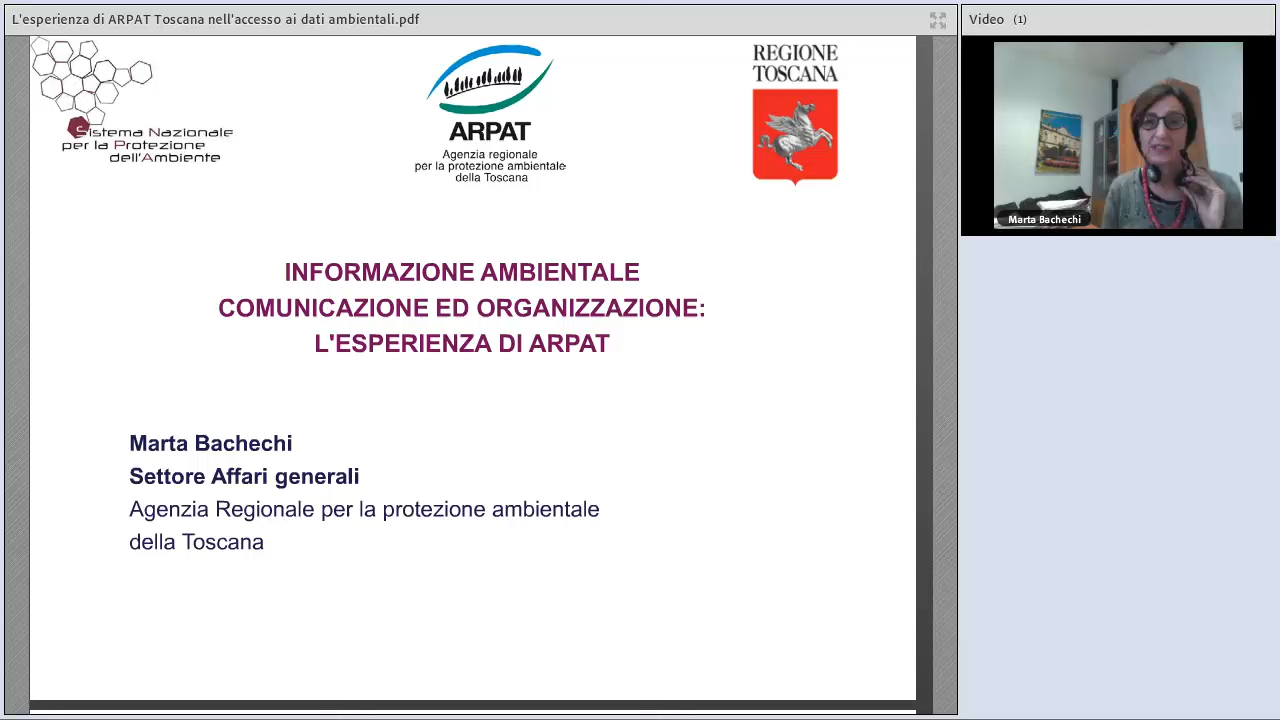 L'esperienza di ARPAT Toscana nell'accesso ai dati ambientali.pdf
Video (1)
Sistema Nazionale
per la Protezione
dell'Ambiente
ARPAT
Agenzia regionale
per la protezione ambientale
della Toscana
REGIONE
TOSCANA
Marta Bachechi
INFORMAZIONE AMBIENTALE
COMUNICAZIONE ED ORGANIZZAZIONE:
L'ESPERIENZA DI ARPAT
Marta Bachechi
Settore Affari generali
Agenzia Regionale per la protezione ambientale
della Toscana